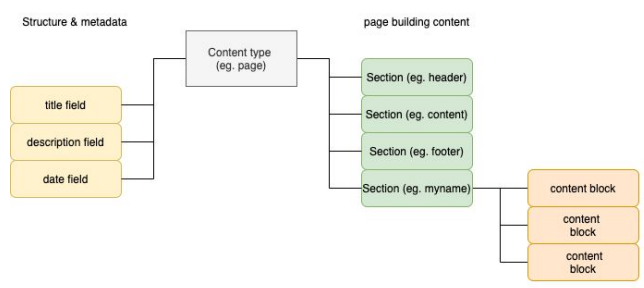 Structure & metadata
page building content
Content type
(eg. page)
title field
description field
date field
Section (eg. header)
Section (eg. content)
Section (eg. footer)
Section (eg. myname)
content block
content
block
content
block